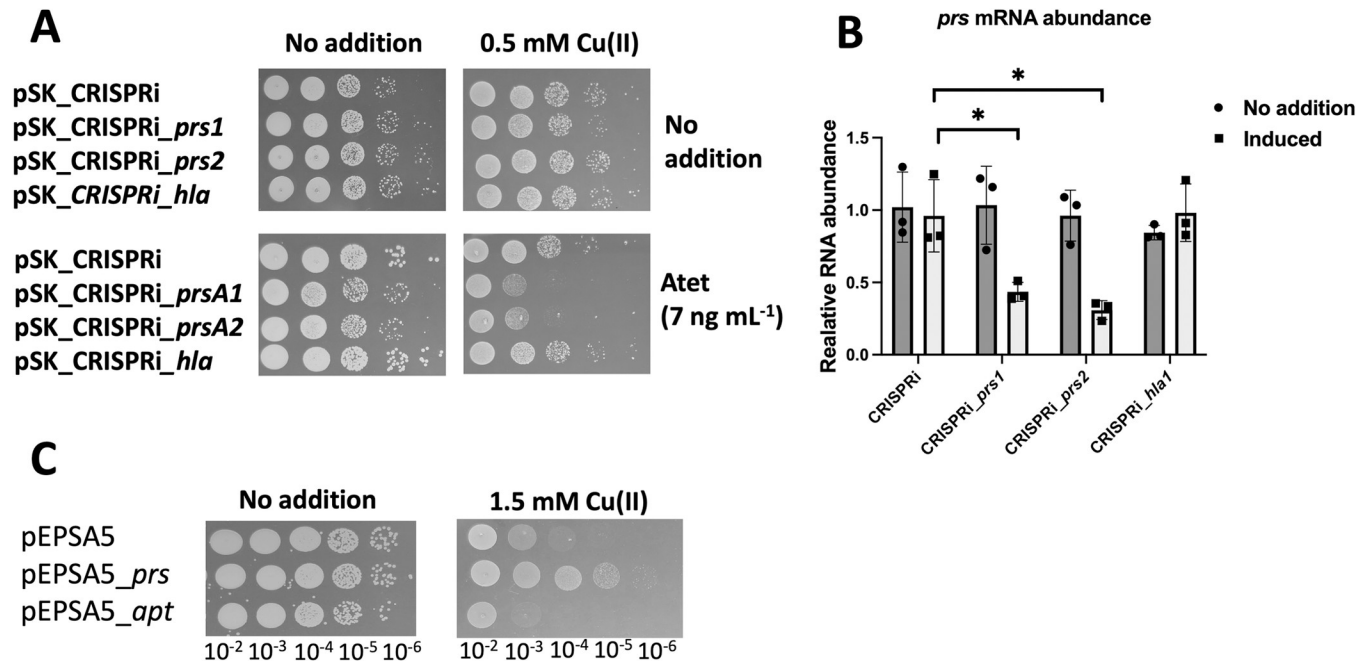 A
No addition
0.5 mM Cu(II)
pSK_CRISPRi
pSK_CRISPRi_prs1
pSK_CRISPRi_prs2
pSK_CRISPRi_hla
No
addition
pSK_CRISPRi
pSK_CRISPRi_prsA1
pSK_CRISPRi_prsA2
pSK_CRISPRi_hla
Atet
(7 ng mL-1)
B
prs mRNA abundance
No addition
Induced
*
*
Realative RNA abundance
1.5
1.0
0.5
0.0
CRISPRi
CRISPRi_prs1
CRISPRi_prs2
CRISPRi_hla1
C
No addition
1.5 mM Cu(II)
pEPSA5
pEPSA5_prs
pEPSA5_apt
10-2 10-3 10-4 10-5 10-6
10-2 10-3 10-4 10-5 10-6